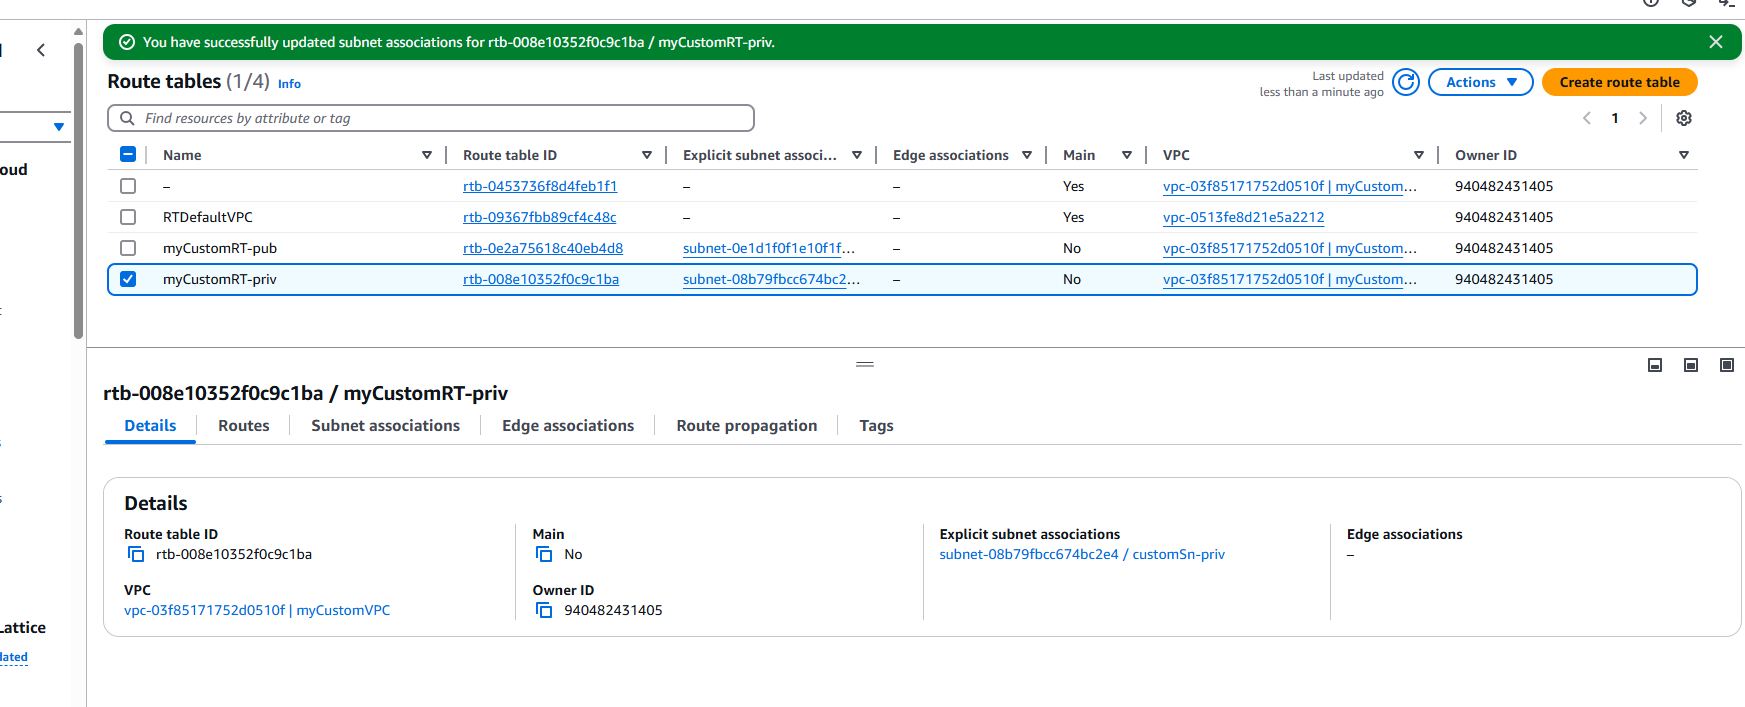 You have successfully updated subnet associations for rtb-008e10352f0c9c1ba / myCustomRT-priv.
Route tables (1/4) Info
Last updated
less than a minute ago
Actions
Create route table
Find resources by attribute or tag
1
Name Route table ID Explicit subnet associ... Edge associations Main VPC Owner ID
– rtb-0453736f8d4feb1f1 – – Yes vpc-03f85171752d0510f | myCustom... 940482431405
RTDefaultVPC rtb-09367fbb89cf4c48c – – Yes vpc-0513fe8d21e5a2212 940482431405
myCustomRT-pub rtb-0e2a75618c40eb4d8 subnet-0e1d1f0f1e10f1f... – No vpc-03f85171752d0510f | myCustom... 940482431405
myCustomRT-priv rtb-008e10352f0c9c1ba subnet-08b79fbcc674bc2... – No vpc-03f85171752d0510f | myCustom... 940482431405
oud
Lattice
lated
rtb-008e10352f0c9c1ba / myCustomRT-priv
Details Routes Subnet associations Edge associations Route propagation Tags
Details
Route table ID
rtb-008e10352f0c9c1ba
Main
No
Explicit subnet associations
subnet-08b79fbcc674bc2e4 / customSn-priv
Edge associations
–
VPC
vpc-03f85171752d0510f | myCustomVPC
Owner ID
940482431405